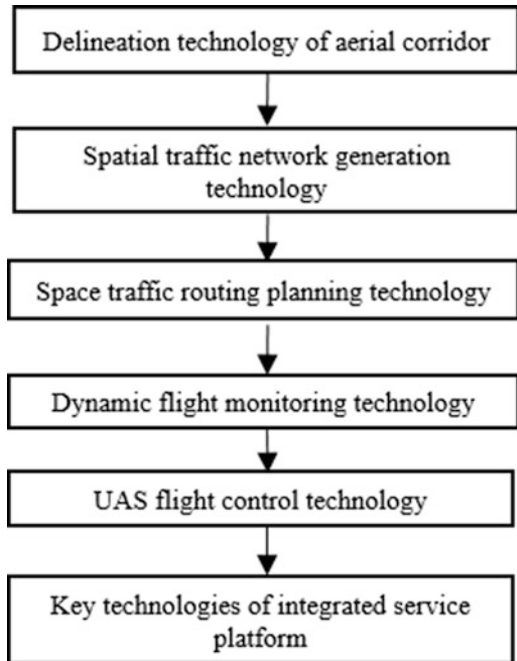 Delineation technology of aerial corridor
Spatial traffic network generation
technology
Space traffic routing planning technology
Dynamic flight monitoring technology
UAS flight control technology
Key technologies of integrated service
platform